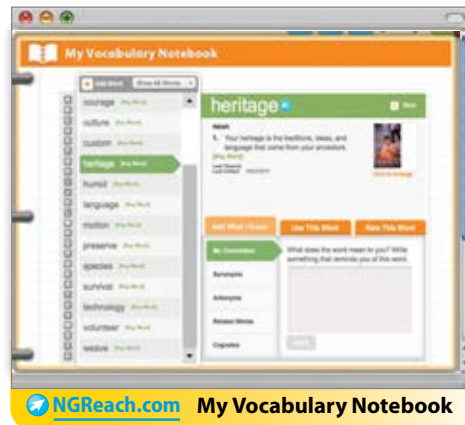 My Vocabulary Notebook
Add Word Show All Words
courage (Key Word)
culture (Key Word)
custom (Key Word)
heritage (Key Word)
humid (Key Word)
language (Key Word)
motion (Key Word)
preserve (Key Word)
species (Key Word)
survival (Key Word)
technology (Key Word)
volunteer (Key Word)
weave (Key Word)
heritage
Back
noun
1. Your heritage is the traditions, ideas, and
language that come from your ancestors.
(Key Word)
Click to Enlarge
Add What I Know
Use This Word
Rate This Word
My Connection
Synonyms
Antonyms
Related Words
Cognates
What does the word mean to you? Write
something that reminds you of this word.
NGReach.com My Vocabulary Notebook